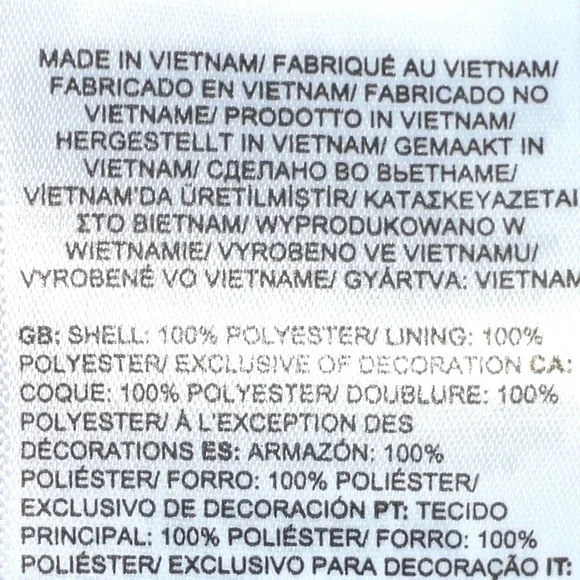 MADE IN VIETNAM/ FABRIQUÉ AU VIETNAM/
FABRICADO EN VIETNAM/ FABRICADO NO
VIETNAME/ PRODOTTO IN VIETNAM/
HERGESTELLT IN VIETNAM/ GEMAAKT IN
VIETNAM/ СДЕЛАНО ВО ВЬЕТНАМЕ/
VİETNAM'DA ÜRETİLMİŞTİR/ ΚΑΤΑΣΚΕΥΑΖΕΤΑΙ
ΣΤΟ ΒΙΕΤΝΑΜ/ WYPRODUKOWANO W
WIETNAMIE/ VYROBENO VE VIETNAMU/
VYROBENÉ VO VIETNAME/ GYÁRTVA: VIETNAM
GB: SHELL: 100% POLYESTER/ LINING: 100%
POLYESTER/ EXCLUSIVE OF DECORATION CA:
COQUE: 100% POLYESTER/ DOUBLURE: 100%
POLYESTER/ À L'EXCEPTION DES
DÉCORATIONS ES: ARMAZÓN: 100%
POLIÉSTER/ FORRO: 100% POLIÉSTER/
EXCLUSIVO DE DECORACIÓN PT: TECIDO
PRINCIPAL: 100% POLIÉSTER/ FORRO: 100%
POLIÉSTER/ EXCLUSIVO PARA DECORAÇÃO IT: